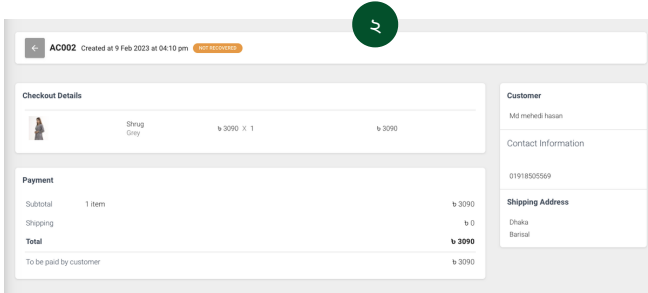 ২
AC002 Created at 9 Feb 2023 at 04:10 pm NOT RECOVERED
Checkout Details
Shrug
Grey
৳ 3090 X 1
৳ 3090
Payment
Subtotal 1 item ৳ 3090
Shipping ৳ 0
Total ৳ 3090
To be paid by customer ৳ 3090
Customer
Md mehedi hasan
Contact Information
01918505569
Shipping Address
Dhaka
Barisal